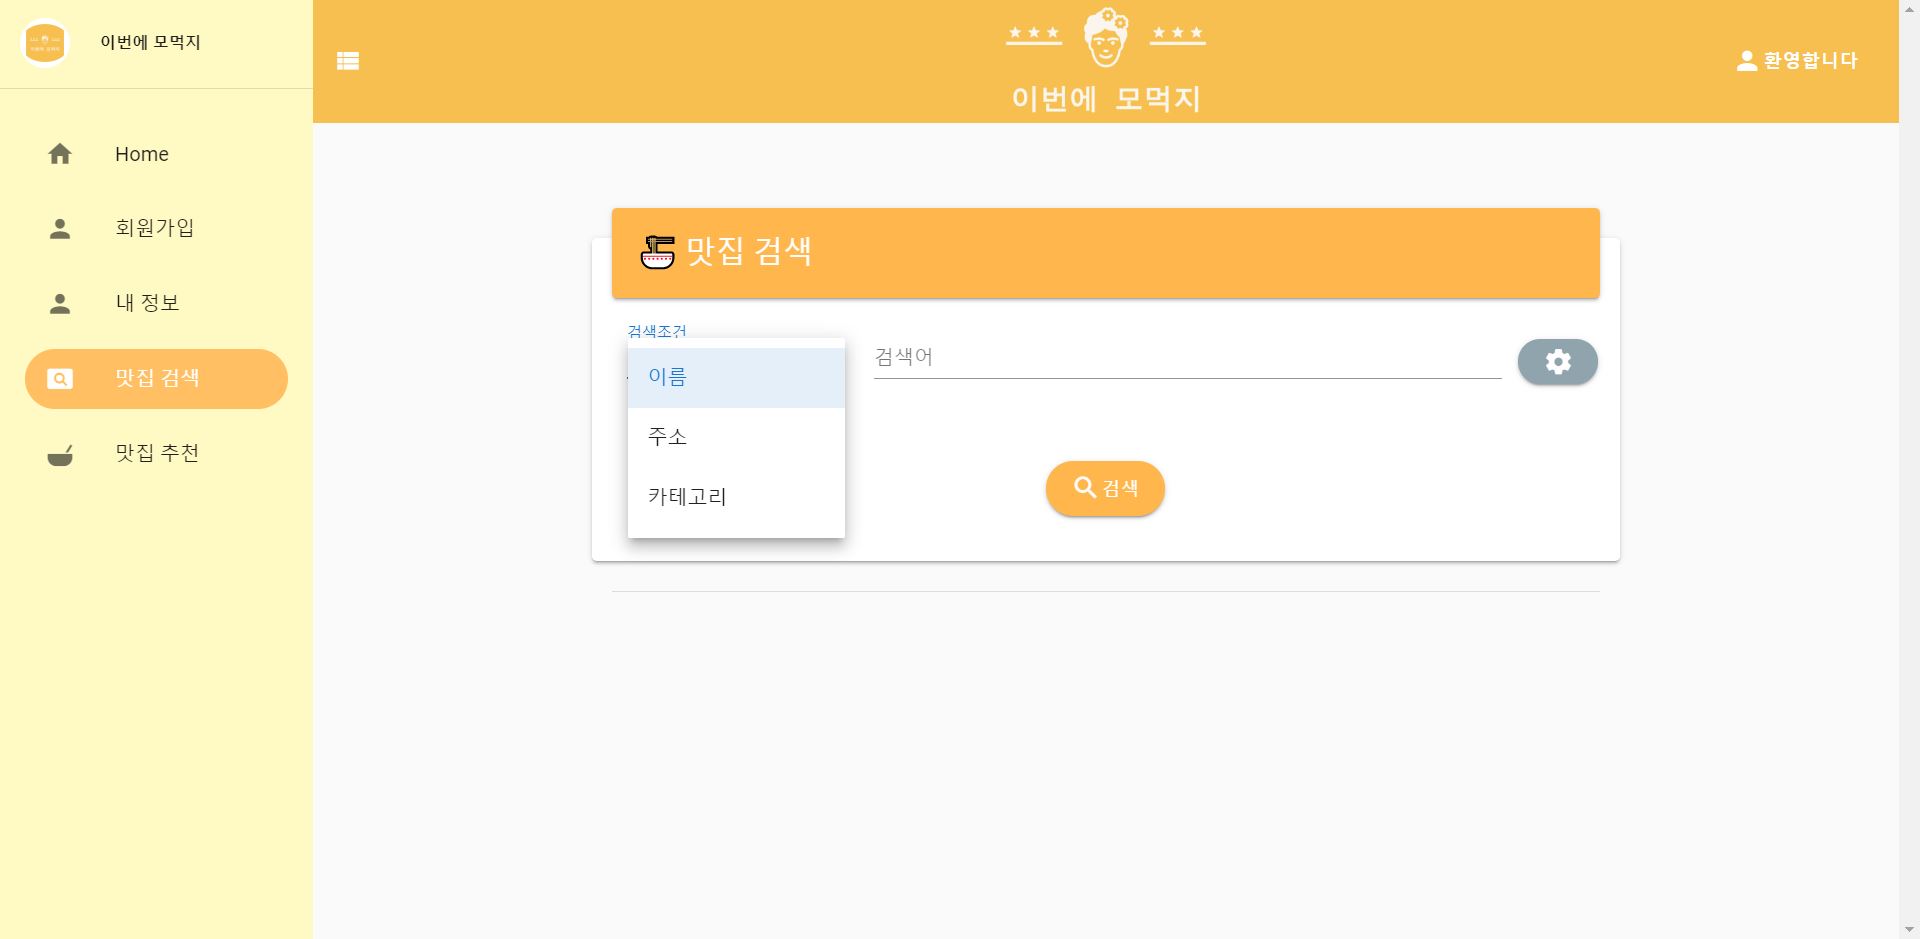 이번에 모먹지
Home
회원가입
내 정보
맛집 검색
맛집 추천
이번에 모먹지
환영합니다
맛집 검색
검색조건
이름
주소
카테고리
검색어
검색